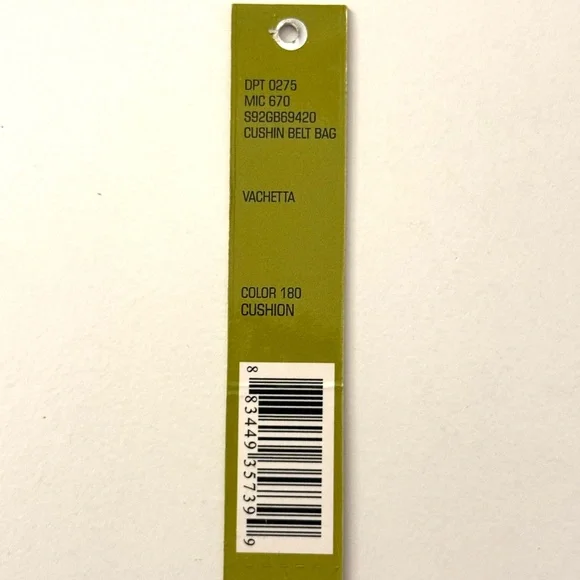 DPT 0275
MIC 670
S92GB69420
CUSHIN BELT BAG
VACHETTA
COLOR 180
CUSHION
8 83449 35739 9